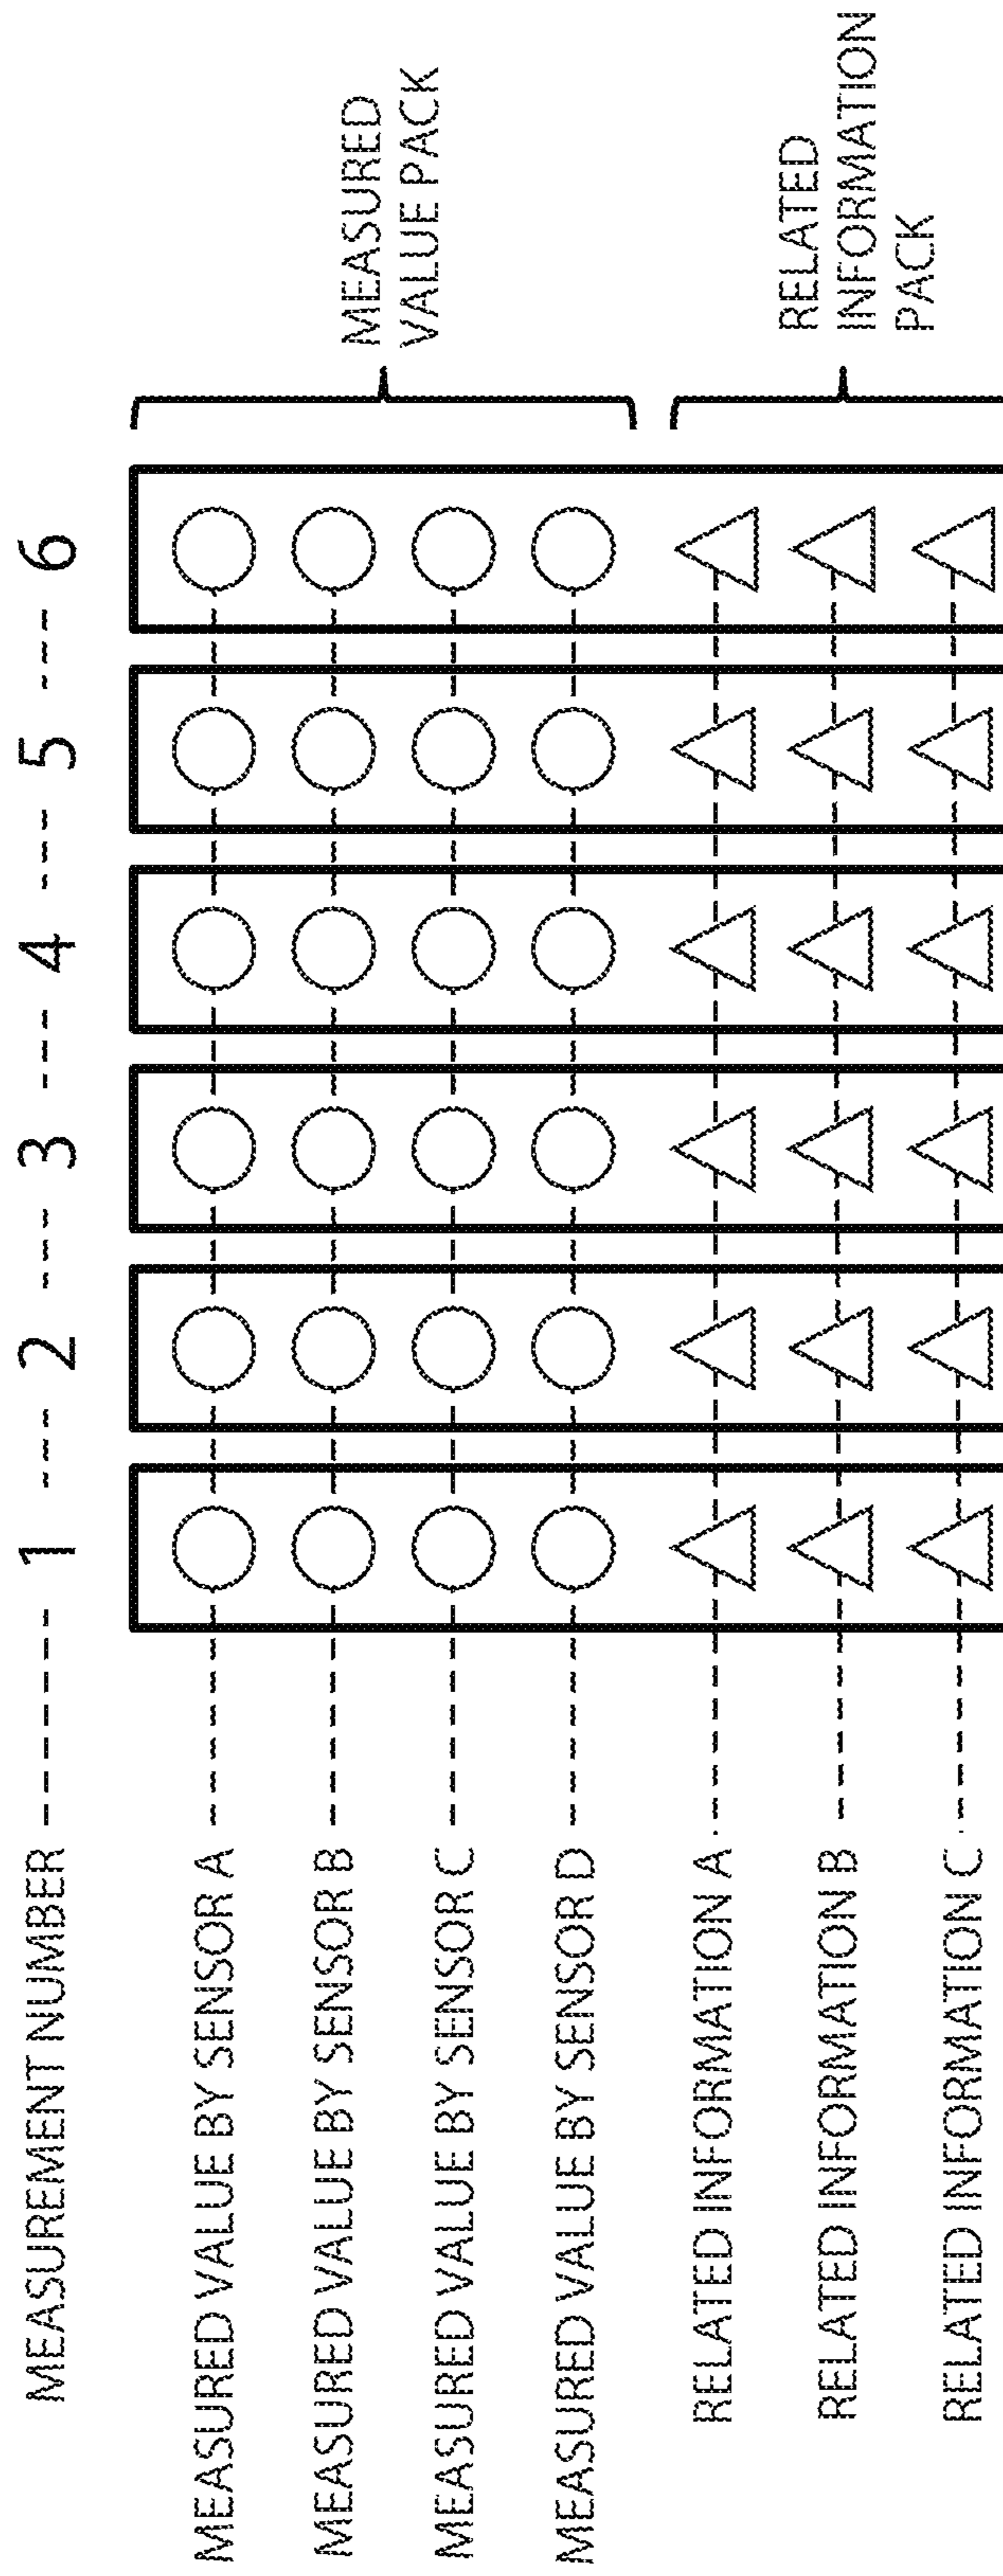 MEASUREMENT NUMBER ------ 1 --- 2 --- 3 --- 4 --- 5 --- 6
MEASURED VALUE BY SENSOR A
MEASURED VALUE BY SENSOR B
MEASURED VALUE BY SENSOR C
MEASURED VALUE BY SENSOR D
MEASURED
VALUE PACK
RELATED INFORMATION A
RELATED INFORMATION B
RELATED INFORMATION C
RELATED
INFORMATION
PACK